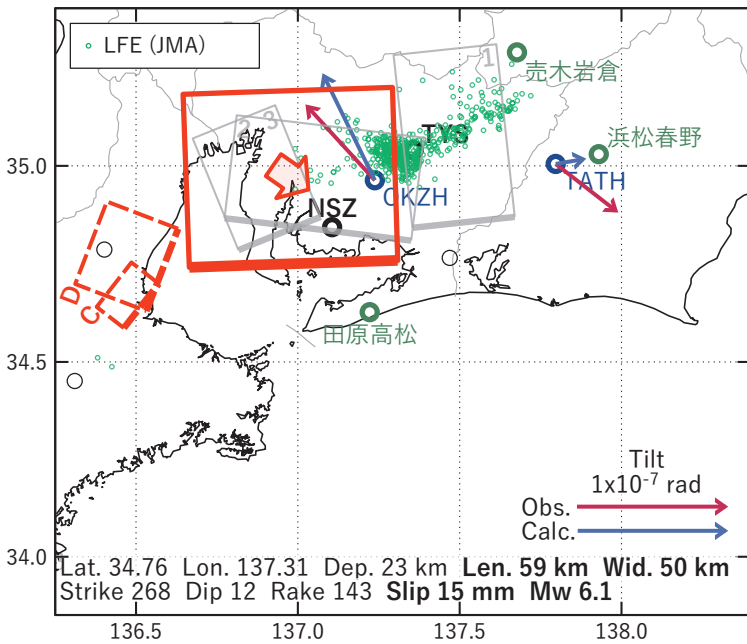 LFE (JMA)
1
売木岩倉
2 3
TYS
浜松春野
35.0
TATH
OKZH
NSZ
D
C
田原高松
34.5
Tilt
1x10-7 rad
Obs.
Calc.
34.0
Lat. 34.76 Lon. 137.31 Dep. 23 km Len. 59 km Wid. 50 km
Strike 268 Dip 12 Rake 143 Slip 15 mm Mw 6.1
136.5 137.0 137.5 138.0